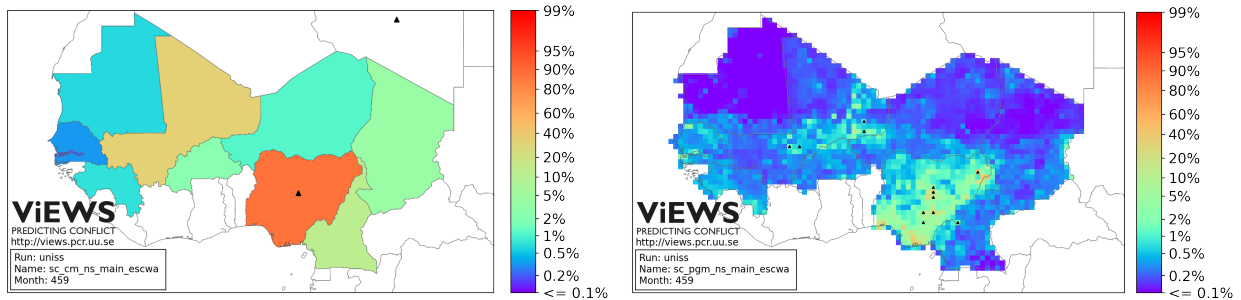 99%
95%
90%
80%
60%
40%
20%
10%
5%
2%
1%
0.5%
0.2%
<= 0.1%
ViEWS
PREDICTING CONFLICT
http://views.pcr.uu.se
Run: uniss
Name: sc_cm_ns_main_escwa
Month: 459
99%
95%
90%
80%
60%
40%
20%
10%
5%
2%
1%
0.5%
0.2%
<= 0.1%
ViEWS
PREDICTING CONFLICT
http://views.pcr.uu.se
Run: uniss
Name: sc_pgm_ns_main_escwa
Month: 459